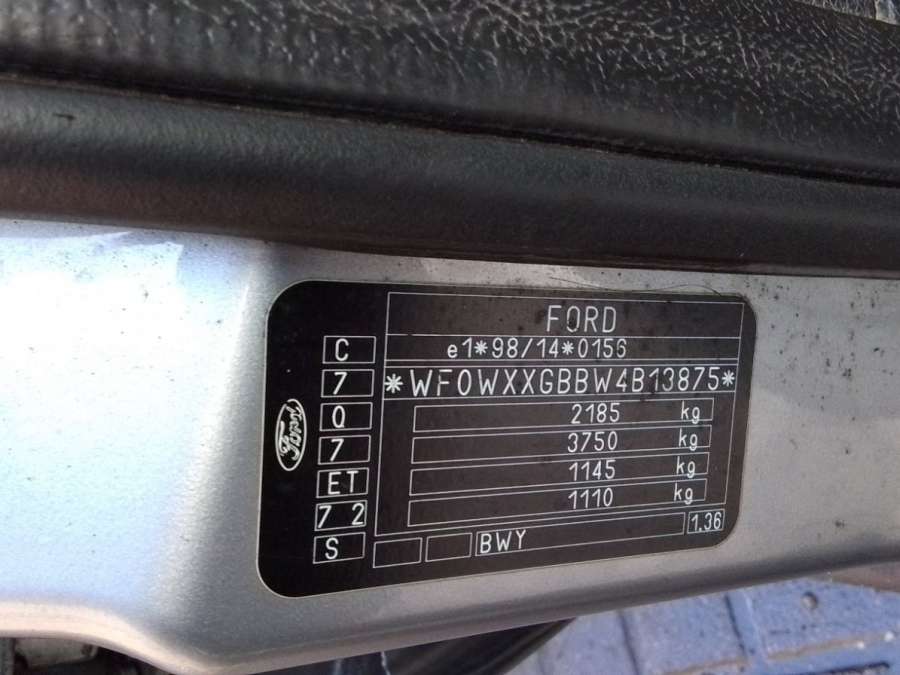 FORD
e1*98/14*0156
*WF0WXXGBBW4B13875*
2185 kg
3750 kg
1145 kg
1110 kg
BWY 1.36
C
7
Q
7
ET
7 2
S
Ford